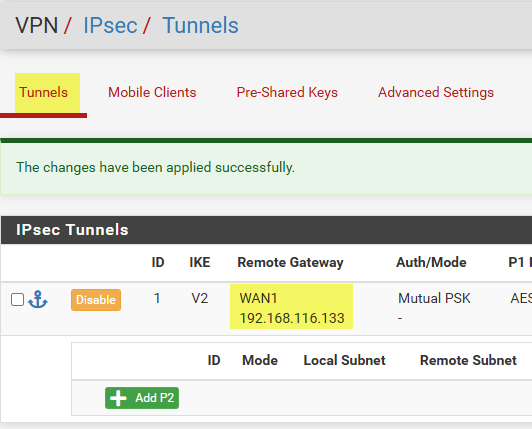 VPN / IPsec / Tunnels
Tunnels Mobile Clients Pre-Shared Keys Advanced Settings
The changes have been applied successfully.
IPsec Tunnels
ID IKE Remote Gateway Auth/Mode P1
Disable 1 V2 WAN1 Mutual PSK AES
192.168.116.133 -
ID Mode Local Subnet Remote Subnet
Add P2